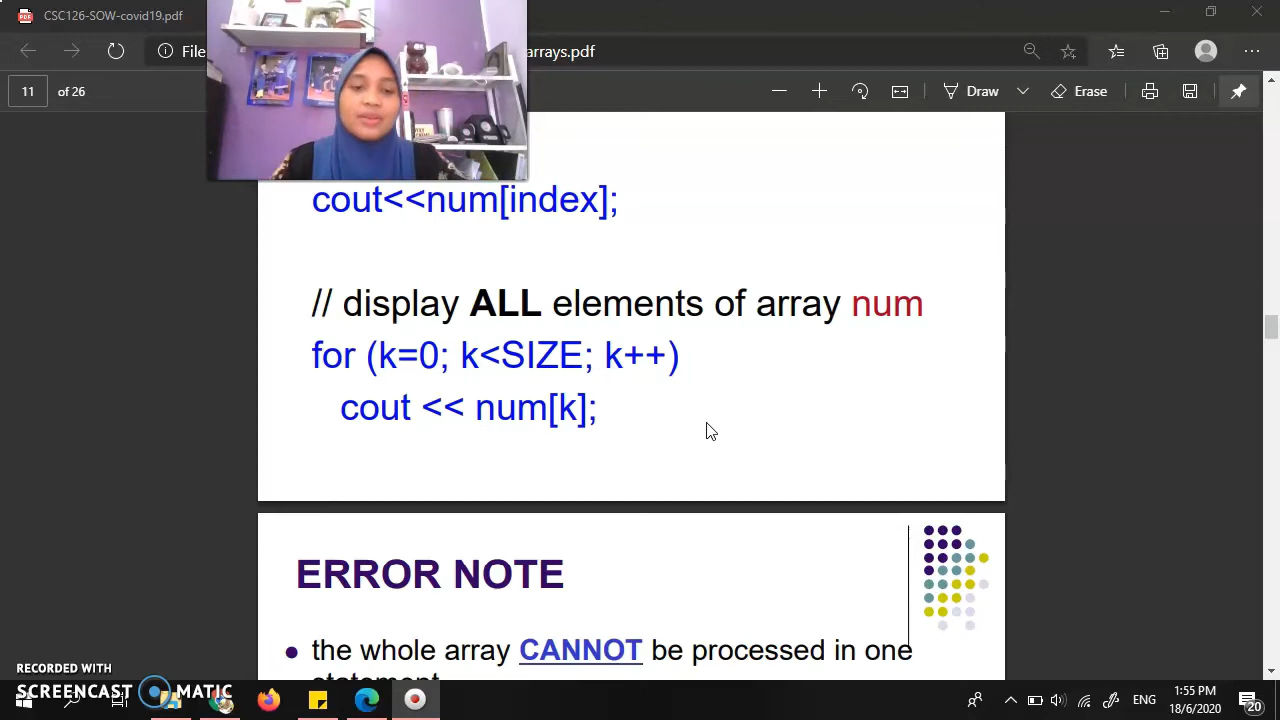 CSC126-SOW-covid19.pdf
File
arrays.pdf
11 of 26
Draw
Erase
cout<<num[index];
// display ALL elements of array num
for (k=0; k<SIZE; k++)
cout << num[k];
ERROR NOTE
the whole array CANNOT be processed in one
statement
RECORDED WITH
SCREENCAST MATIC
ENG
1:55 PM
18/6/2020
20